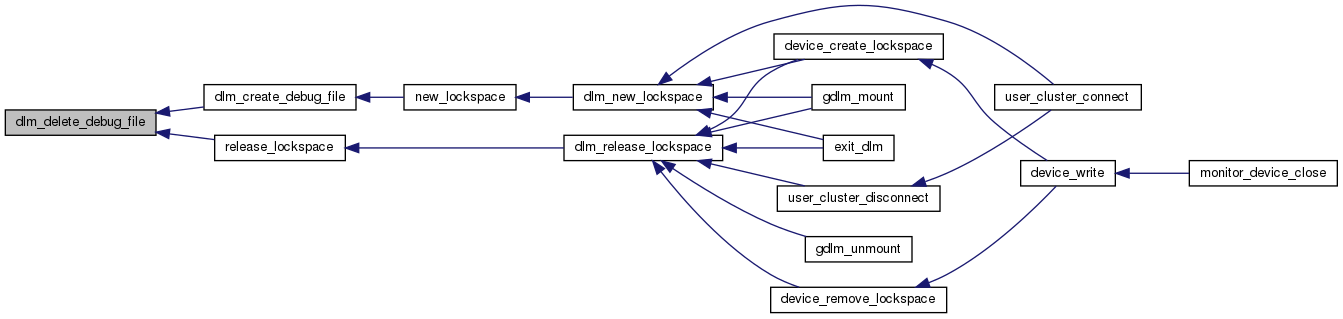 dlm_delete_debug_file
dlm_create_debug_file
release_lockspace
new_lockspace
dlm_new_lockspace
dlm_release_lockspace
device_create_lockspace
gdlm_mount
exit_dlm
user_cluster_disconnect
gdlm_unmount
device_remove_lockspace
user_cluster_connect
device_write
monitor_device_close